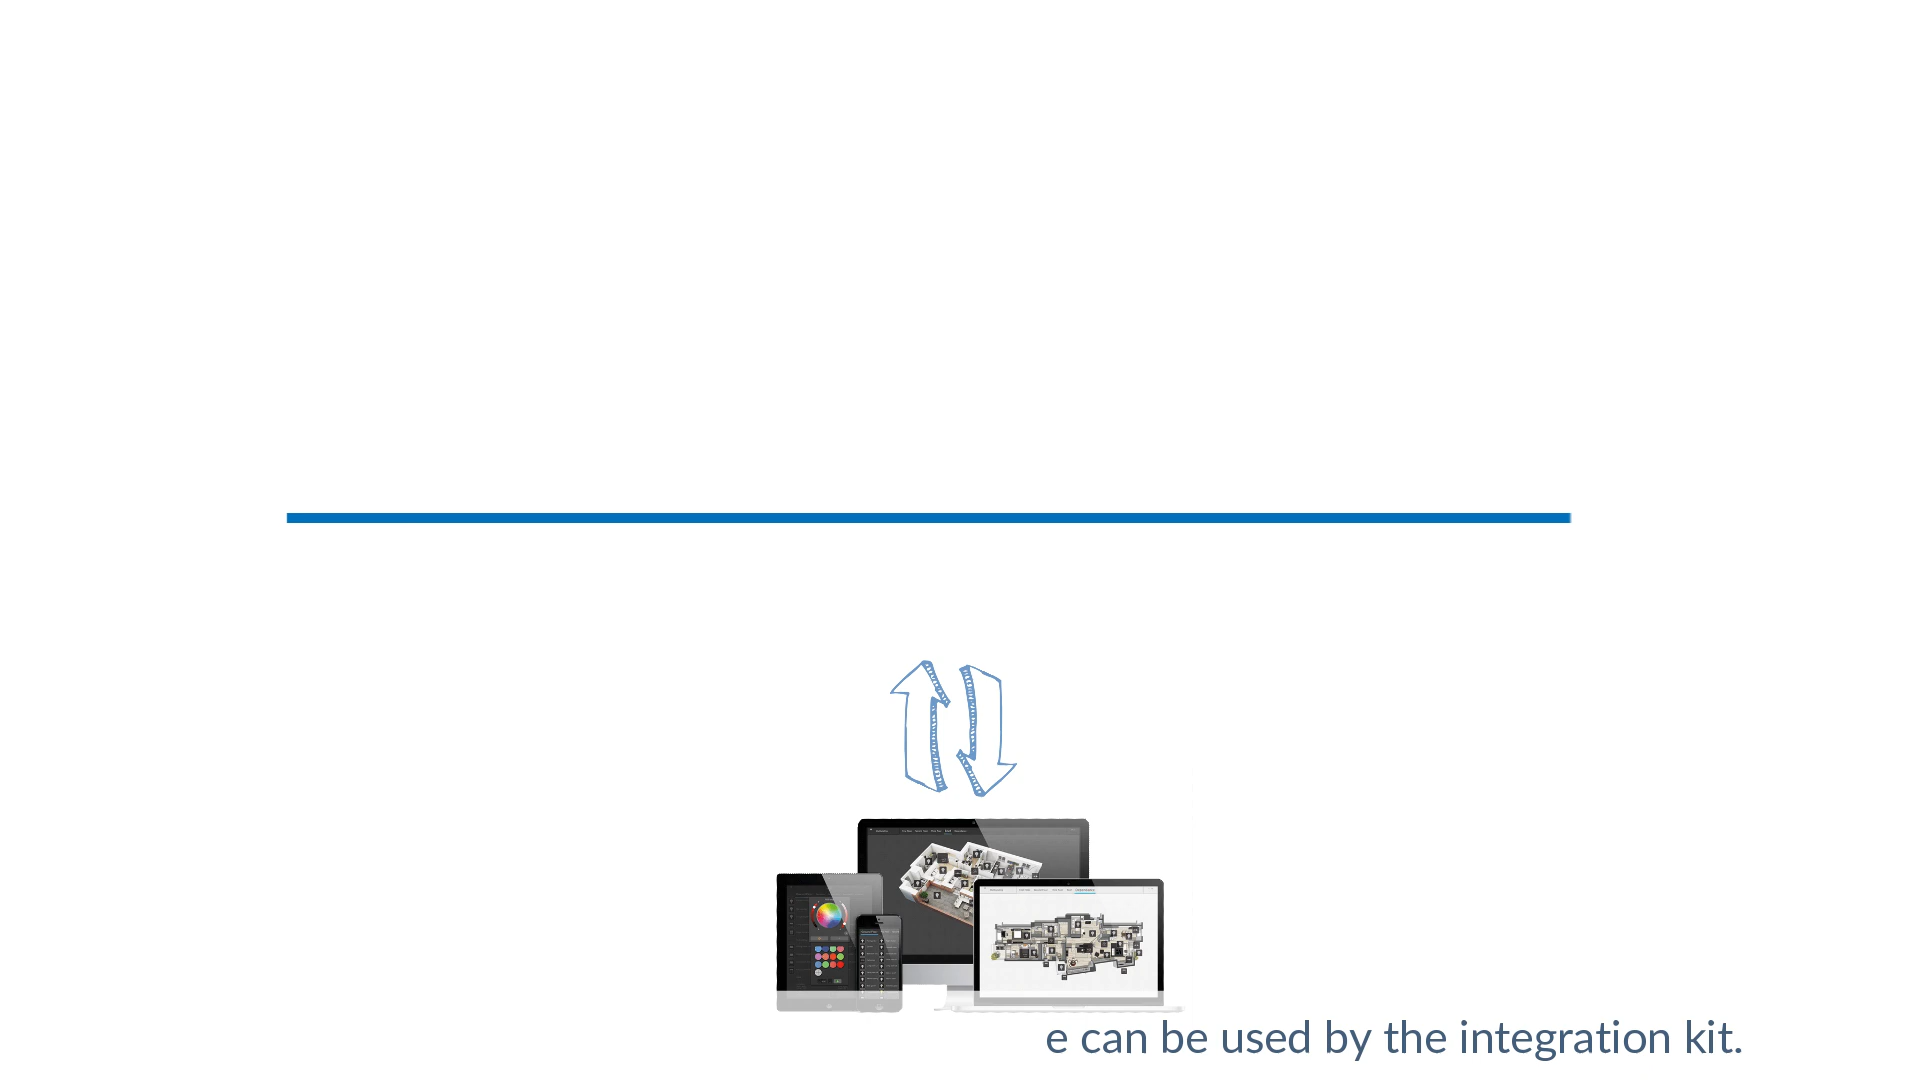 e can be used by the integration kit.